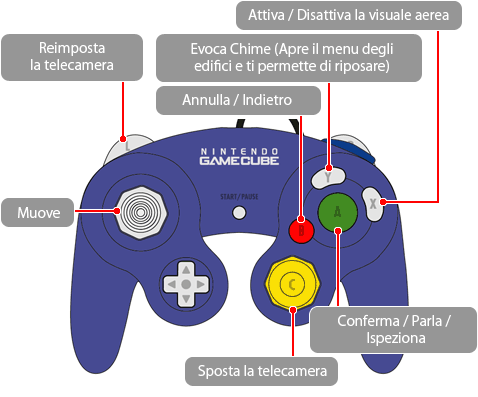 Attiva / Disattiva la visuale aerea
Reimposta
la telecamera
Evoca Chime (Apre il menu degli
edifici e ti permette di riposare)
Annulla / Indietro
L
NINTENDO
GAMECUBE
Y
START/PAUSE
X
A
Muove
B
C
Conferma / Parla /
Ispeziona
Sposta la telecamera